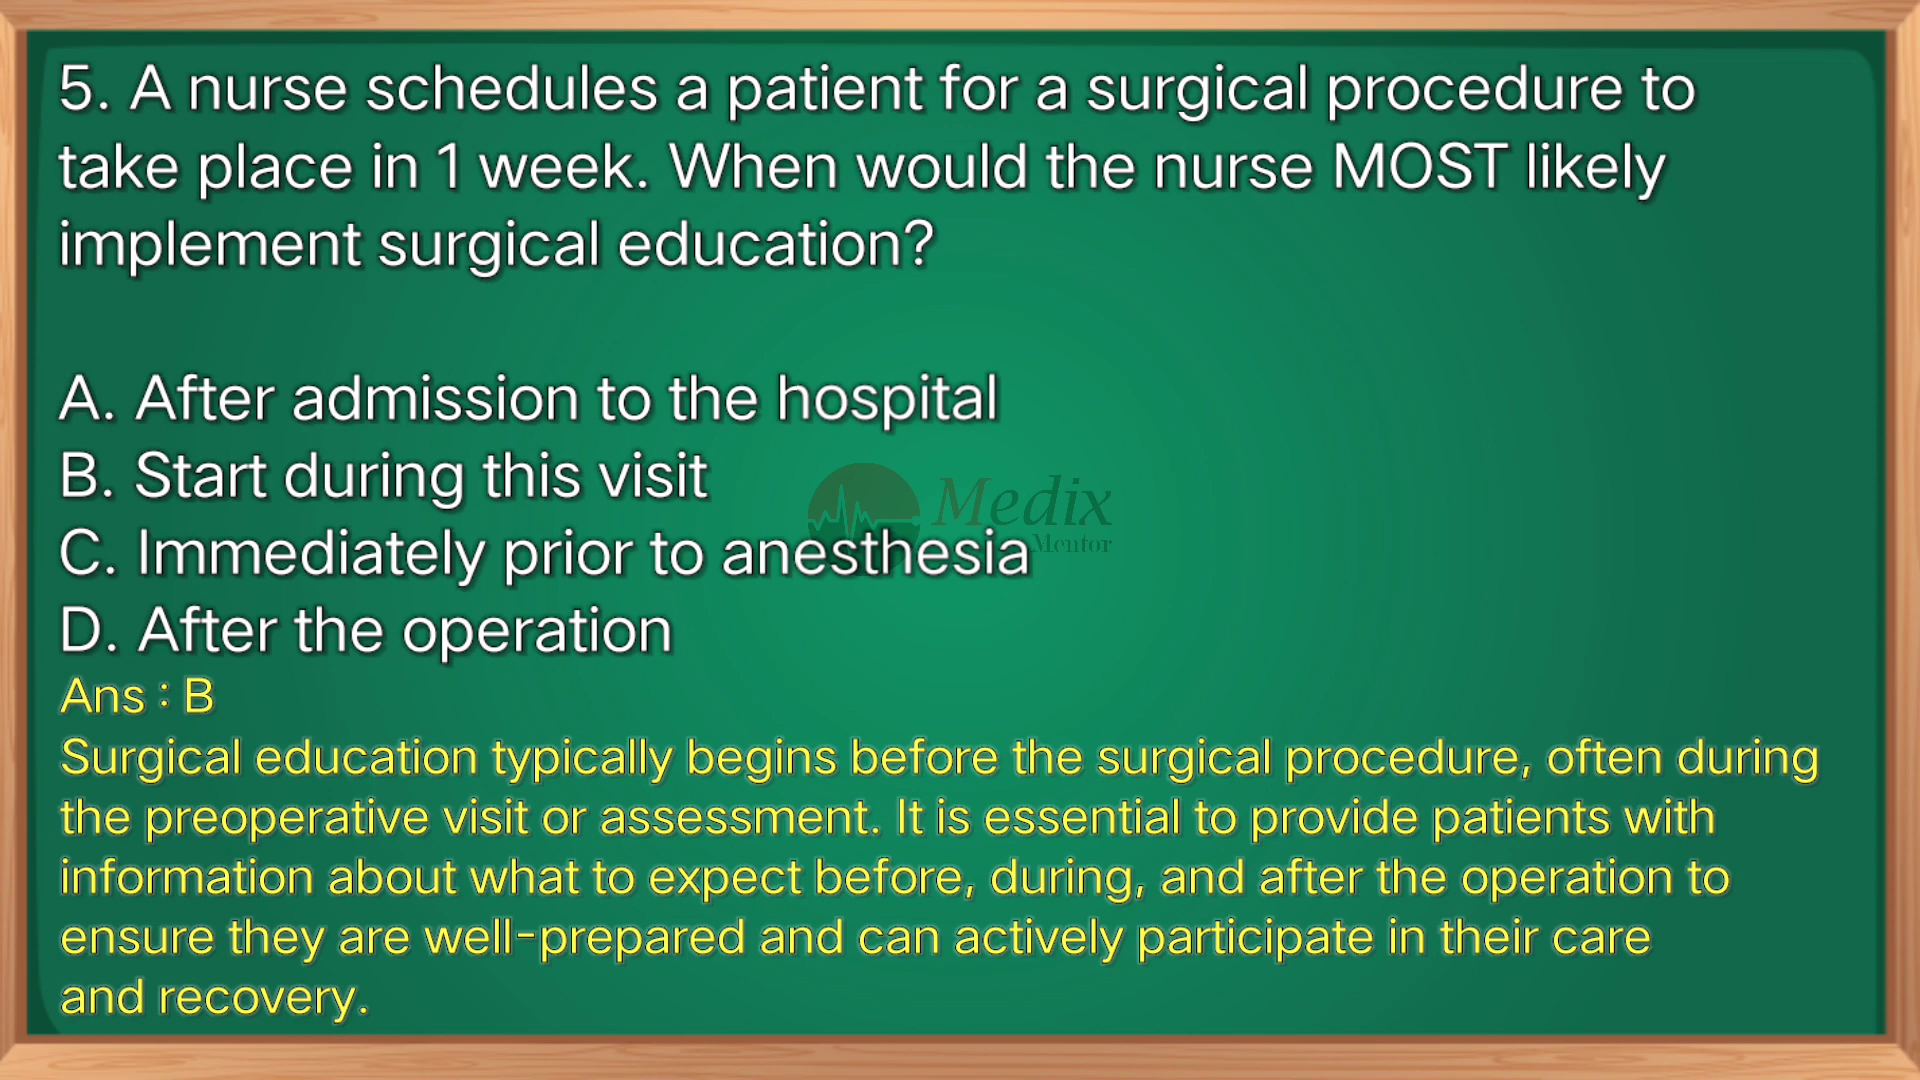 5. A nurse schedules a patient for a surgical procedure to
take place in 1 week. When would the nurse MOST likely
implement surgical education?
A. After admission to the hospital
B. Start during this visit
C. Immediately prior to anesthesia
D. After the operation
Medix
Mentor
Ans : B
Surgical education typically begins before the surgical procedure, often during
the preoperative visit or assessment. It is essential to provide patients with
information about what to expect before, during, and after the operation to
ensure they are well-prepared and can actively participate in their care
and recovery.